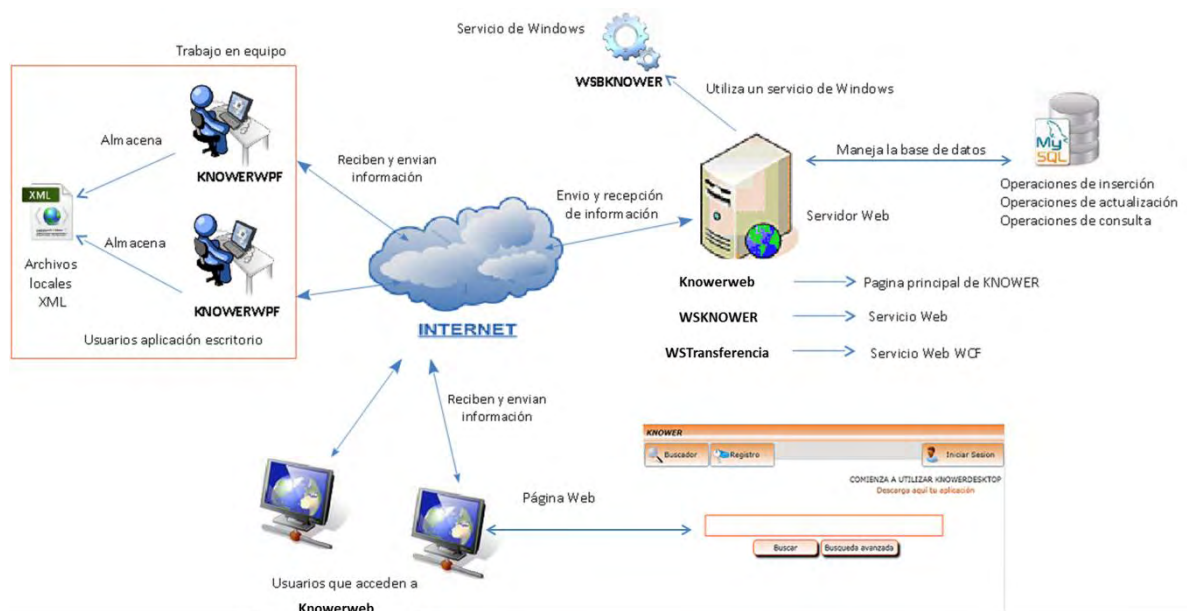 Servicio de Windows
WSBKNOWER
Utiliza un servicio de Windows
Trabajo en equipo
Almacena
KNOWERWPF
XML
Almacena
KNOWERWPF
Archivos
locales
XML
Usuarios aplicación escritorio
Reciben y envian
información
INTERNET
Envio y recepción
de información
Servidor Web
Maneja la base de datos
MySQL
Operaciones de inserción
Operaciones de actualización
Operaciones de consulta
Knowerweb
Pagina principal de KNOWER
WSKNOWER
Servicio Web
WSTransferencia
Servicio Web WCF
Reciben y envian
información
Página Web
Usuarios que acceden a
Knowerweb
KNOWER
Buscador
Registro
Iniciar Sesion
COMIENZA A UTILIZAR KNOWERDESKTOP
Descarga aquí tu aplicación
Buscar
Busqueda avanzada